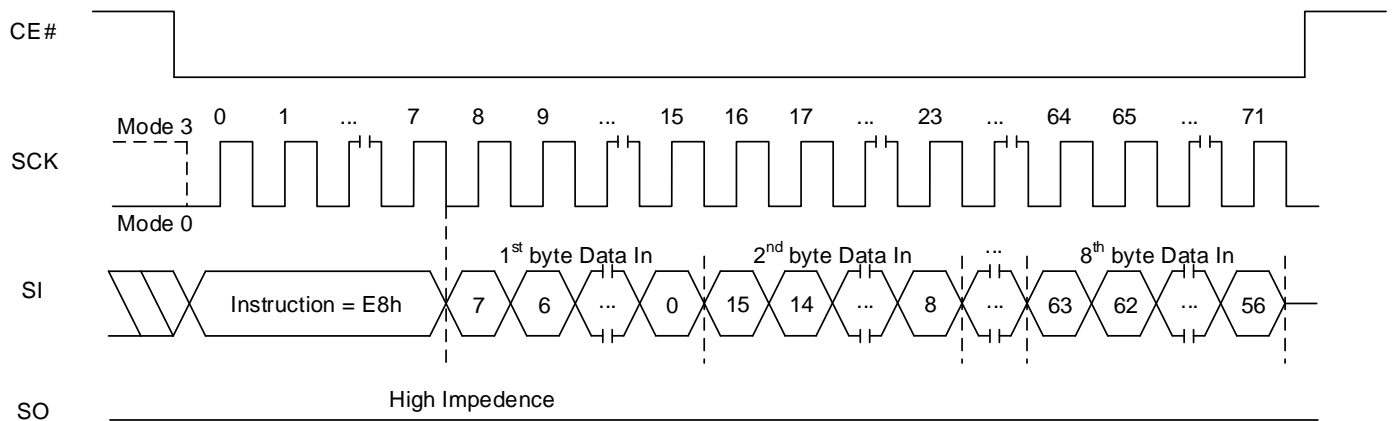 CE#
0 1 ... 7 8 9 ... 15 16 17 ... 23 ... 64 65 ... 71
Mode 3
SCK
Mode 0
1st byte Data In 2nd byte Data In ... 8th byte Data In
SI
Instruction = E8h 7 6 ... 0 15 14 ... 8 ... 63 62 ... 56
High Impedence
SO